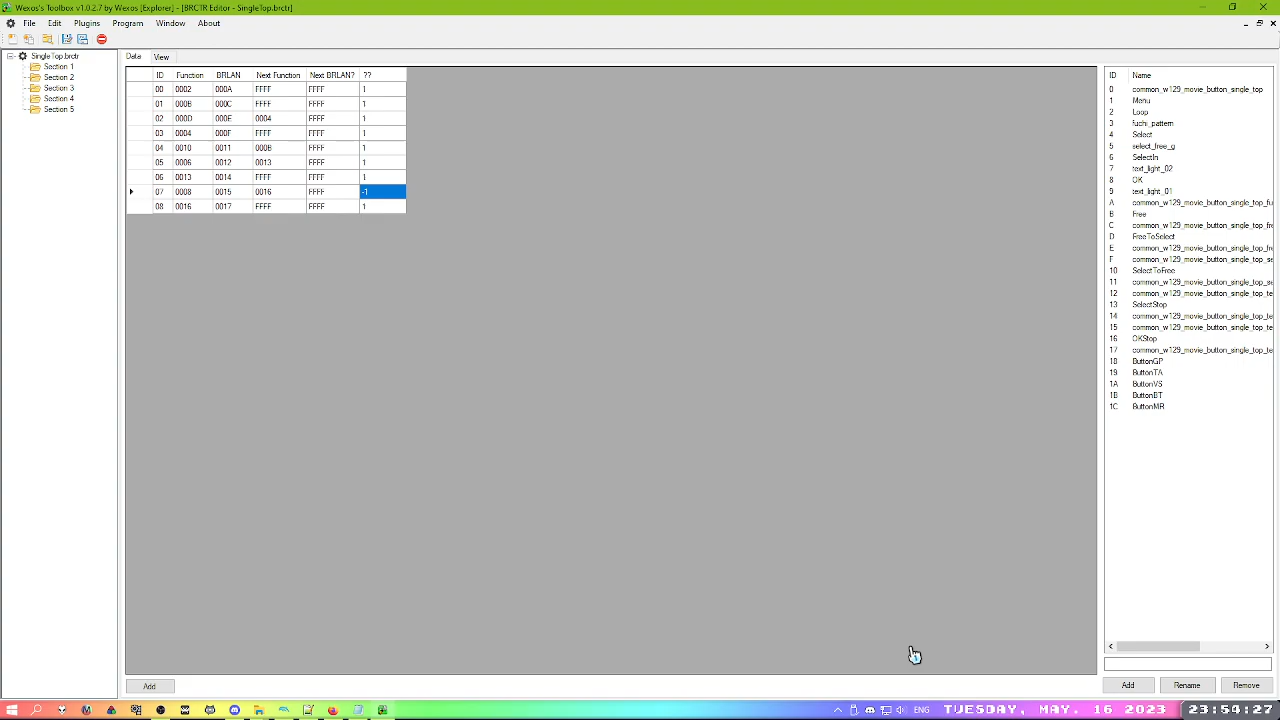 Wexos's Toolbox v1.0.2.7 by Wexos [Explorer] - [BRCTR Editor - SingleTop.brctr]
File Edit Plugins Program Window About
SingleTop.brctr
Section 1
Section 2
Section 3
Section 4
Section 5
Data View
ID Function BRLAN Next Function Next BRLAN? ??
00 0002 000A FFFF FFFF 1
01 000B 000C FFFF FFFF 1
02 000D 000E 0004 FFFF 1
03 0004 000F FFFF FFFF 1
04 0010 0011 000B FFFF 1
05 0006 0012 0013 FFFF 1
06 0013 0014 FFFF FFFF 1
07 0008 0015 0016 FFFF -1
08 0016 0017 FFFF FFFF 1
Add
ID Name
0 common_w129_movie_button_single_top
1 Menu
2 Loop
3 fuchi_pattern
4 Select
5 select_free_g
6 SelectIn
7 text_light_02
8 OK
9 text_light_01
A common_w129_movie_button_single_top_fu
B Free
C common_w129_movie_button_single_top_fre
D FreeToSelect
E common_w129_movie_button_single_top_fre
F common_w129_movie_button_single_top_se
10 SelectToFree
11 common_w129_movie_button_single_top_se
12 common_w129_movie_button_single_top_te
13 SelectStop
14 common_w129_movie_button_single_top_te
15 common_w129_movie_button_single_top_te
16 OKStop
17 common_w129_movie_button_single_top_te
18 ButtonGP
19 ButtonTA
1A ButtonVS
1B ButtonBT
1C ButtonMR
Add Rename Remove
ENG TUESDAY, MAY. 16 2023 23:54:27